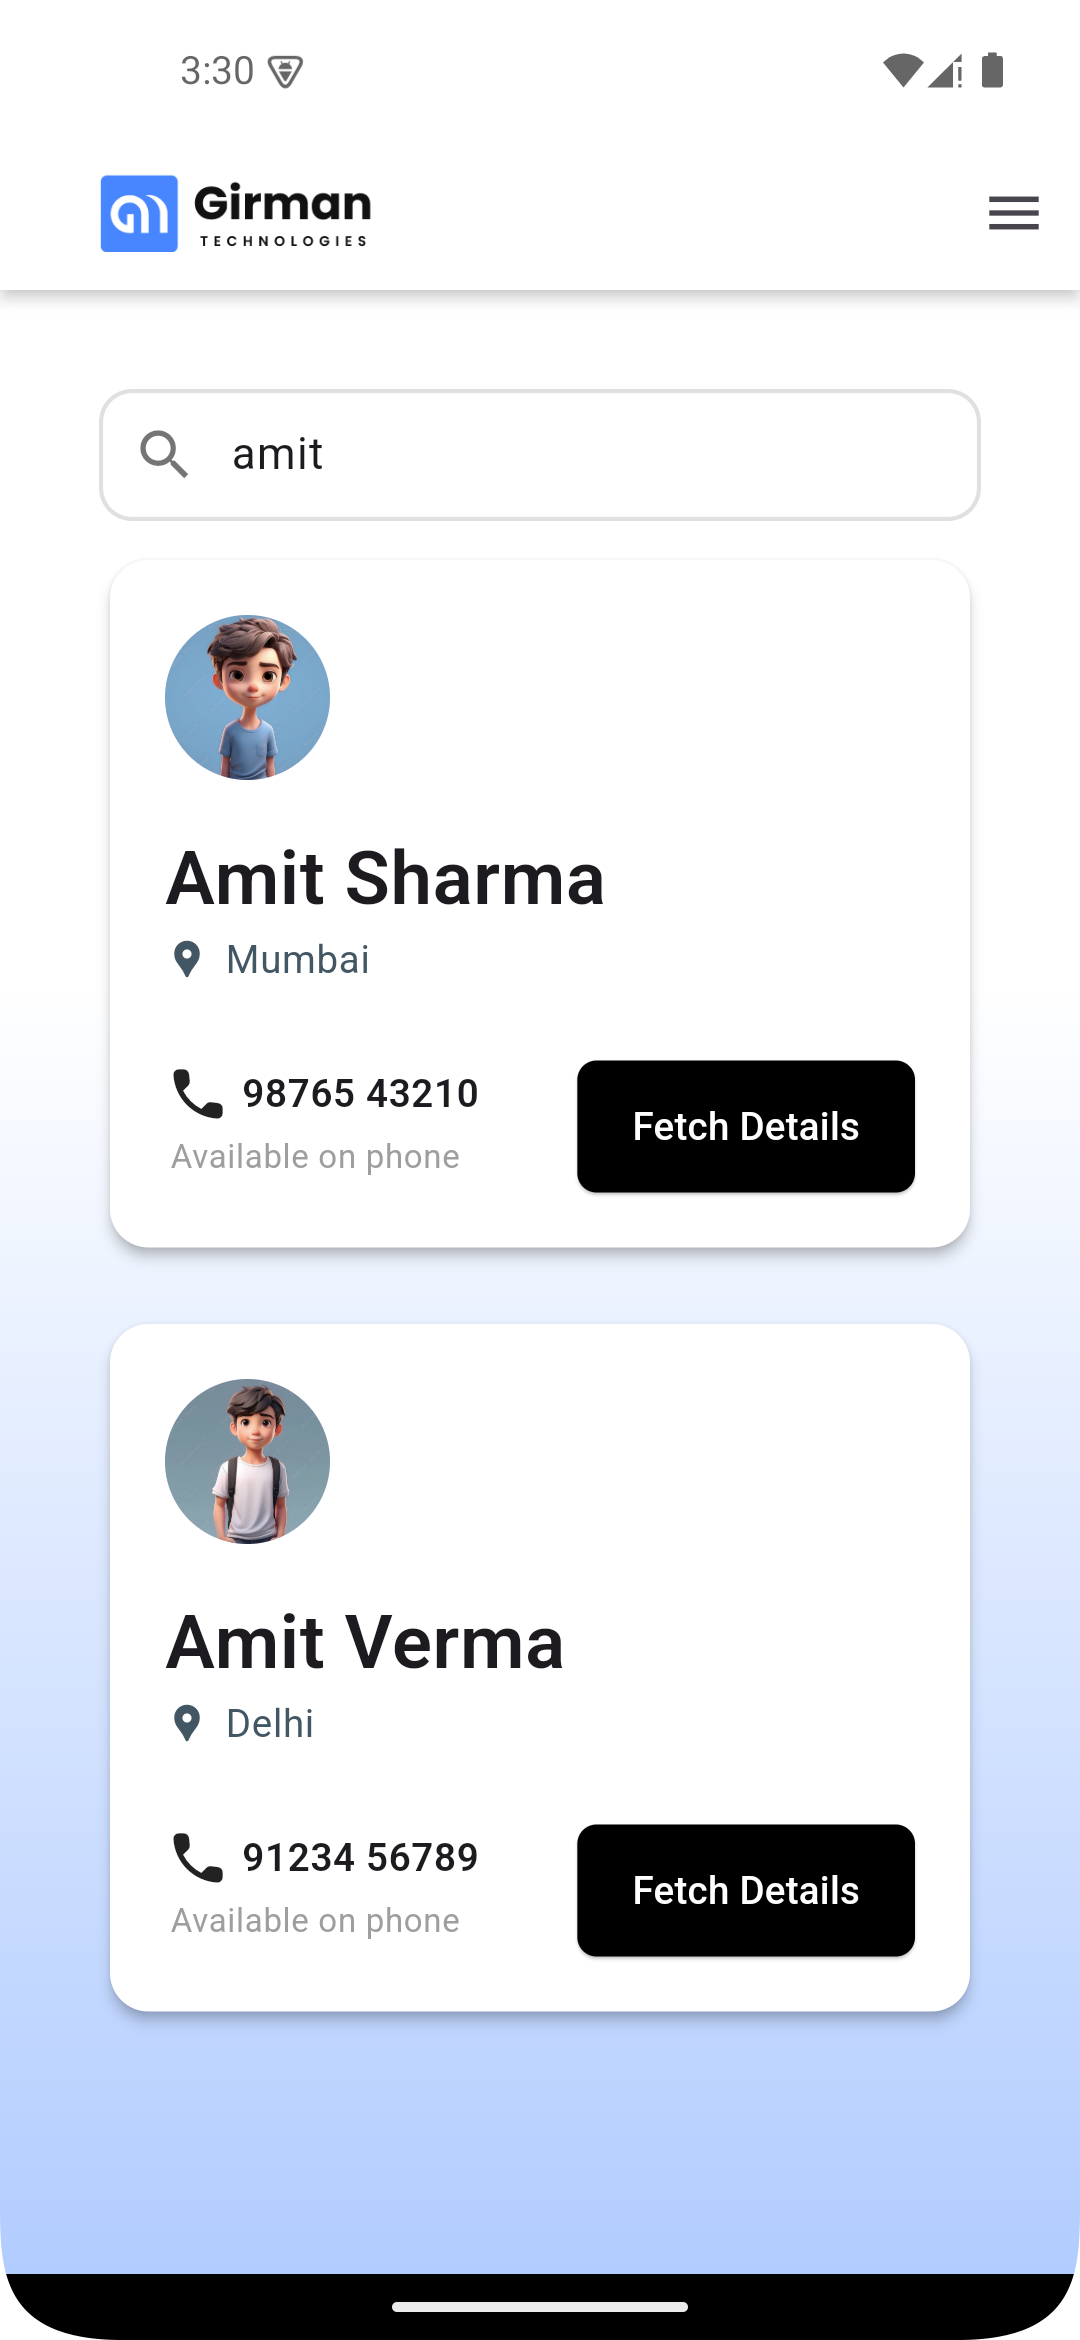 3:30
Girman
TECHNOLOGIES
amit
Amit Sharma
Mumbai
98765 43210
Available on phone
Fetch Details
Amit Verma
Delhi
91234 56789
Available on phone
Fetch Details